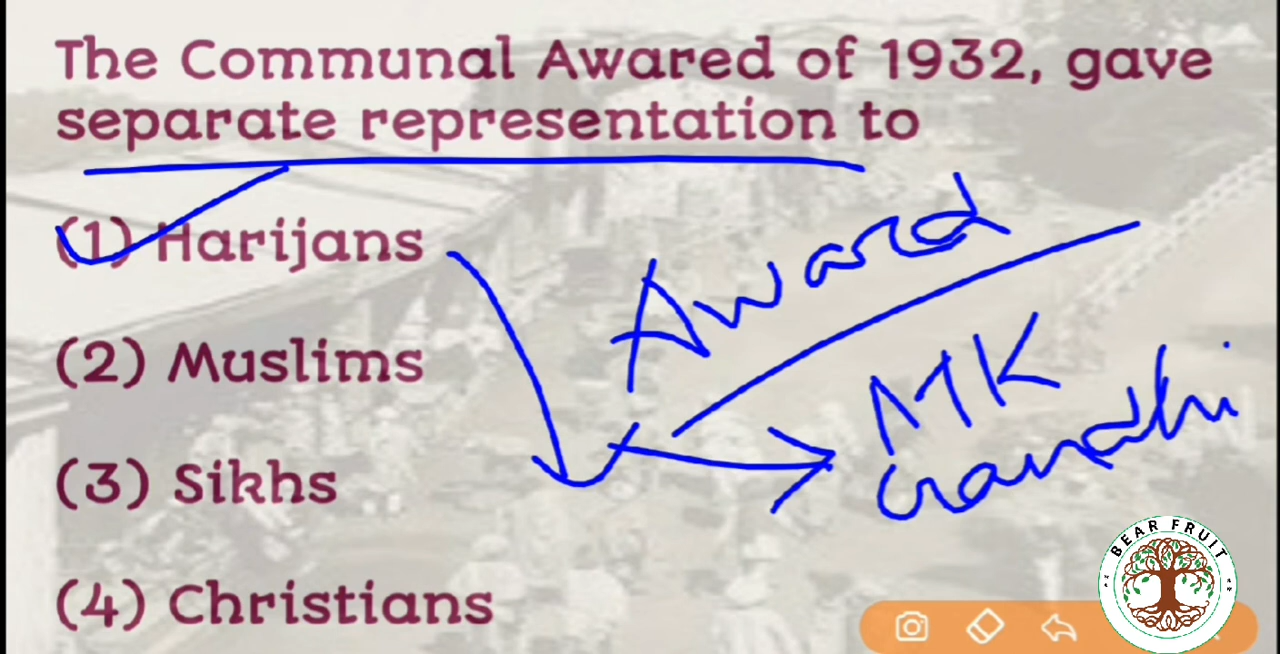 The Communal Awared of 1932, gave
separate representation to
(1) Harijans
Award
(2) Muslims
MK
Gandhi
(3) Sikhs
(4) Christians
BEAR FRUIT